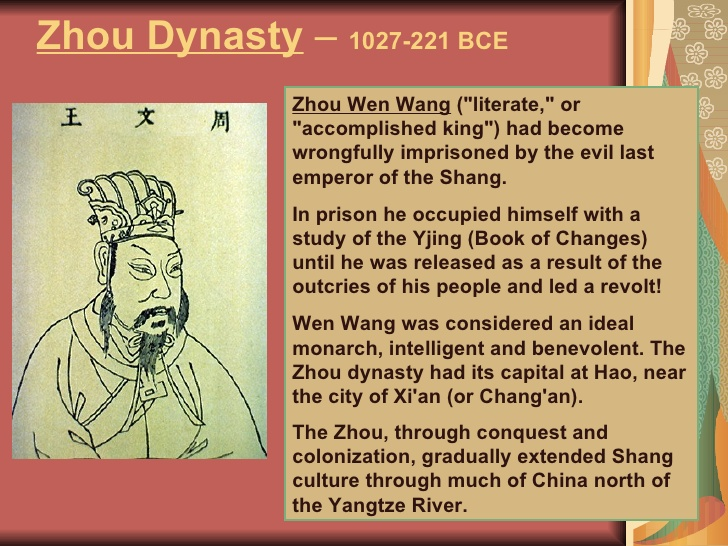 Zhou Dynasty – 1027-221 BCE
王 文 周
Zhou Wen Wang ("literate," or
"accomplished king") had become
wrongfully imprisoned by the evil last
emperor of the Shang.
In prison he occupied himself with a
study of the Yjing (Book of Changes)
until he was released as a result of the
outcries of his people and led a revolt!
Wen Wang was considered an ideal
monarch, intelligent and benevolent. The
Zhou dynasty had its capital at Hao, near
the city of Xi'an (or Chang'an).
The Zhou, through conquest and
colonization, gradually extended Shang
culture through much of China north of
the Yangtze River.